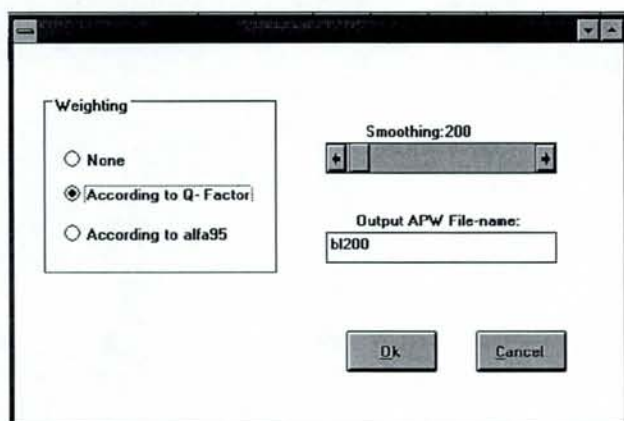 Weighting
None
According to Q- Factor
According to alfa95
Smoothing:200
Output APW File-name:
bl200
Ok
Cancel